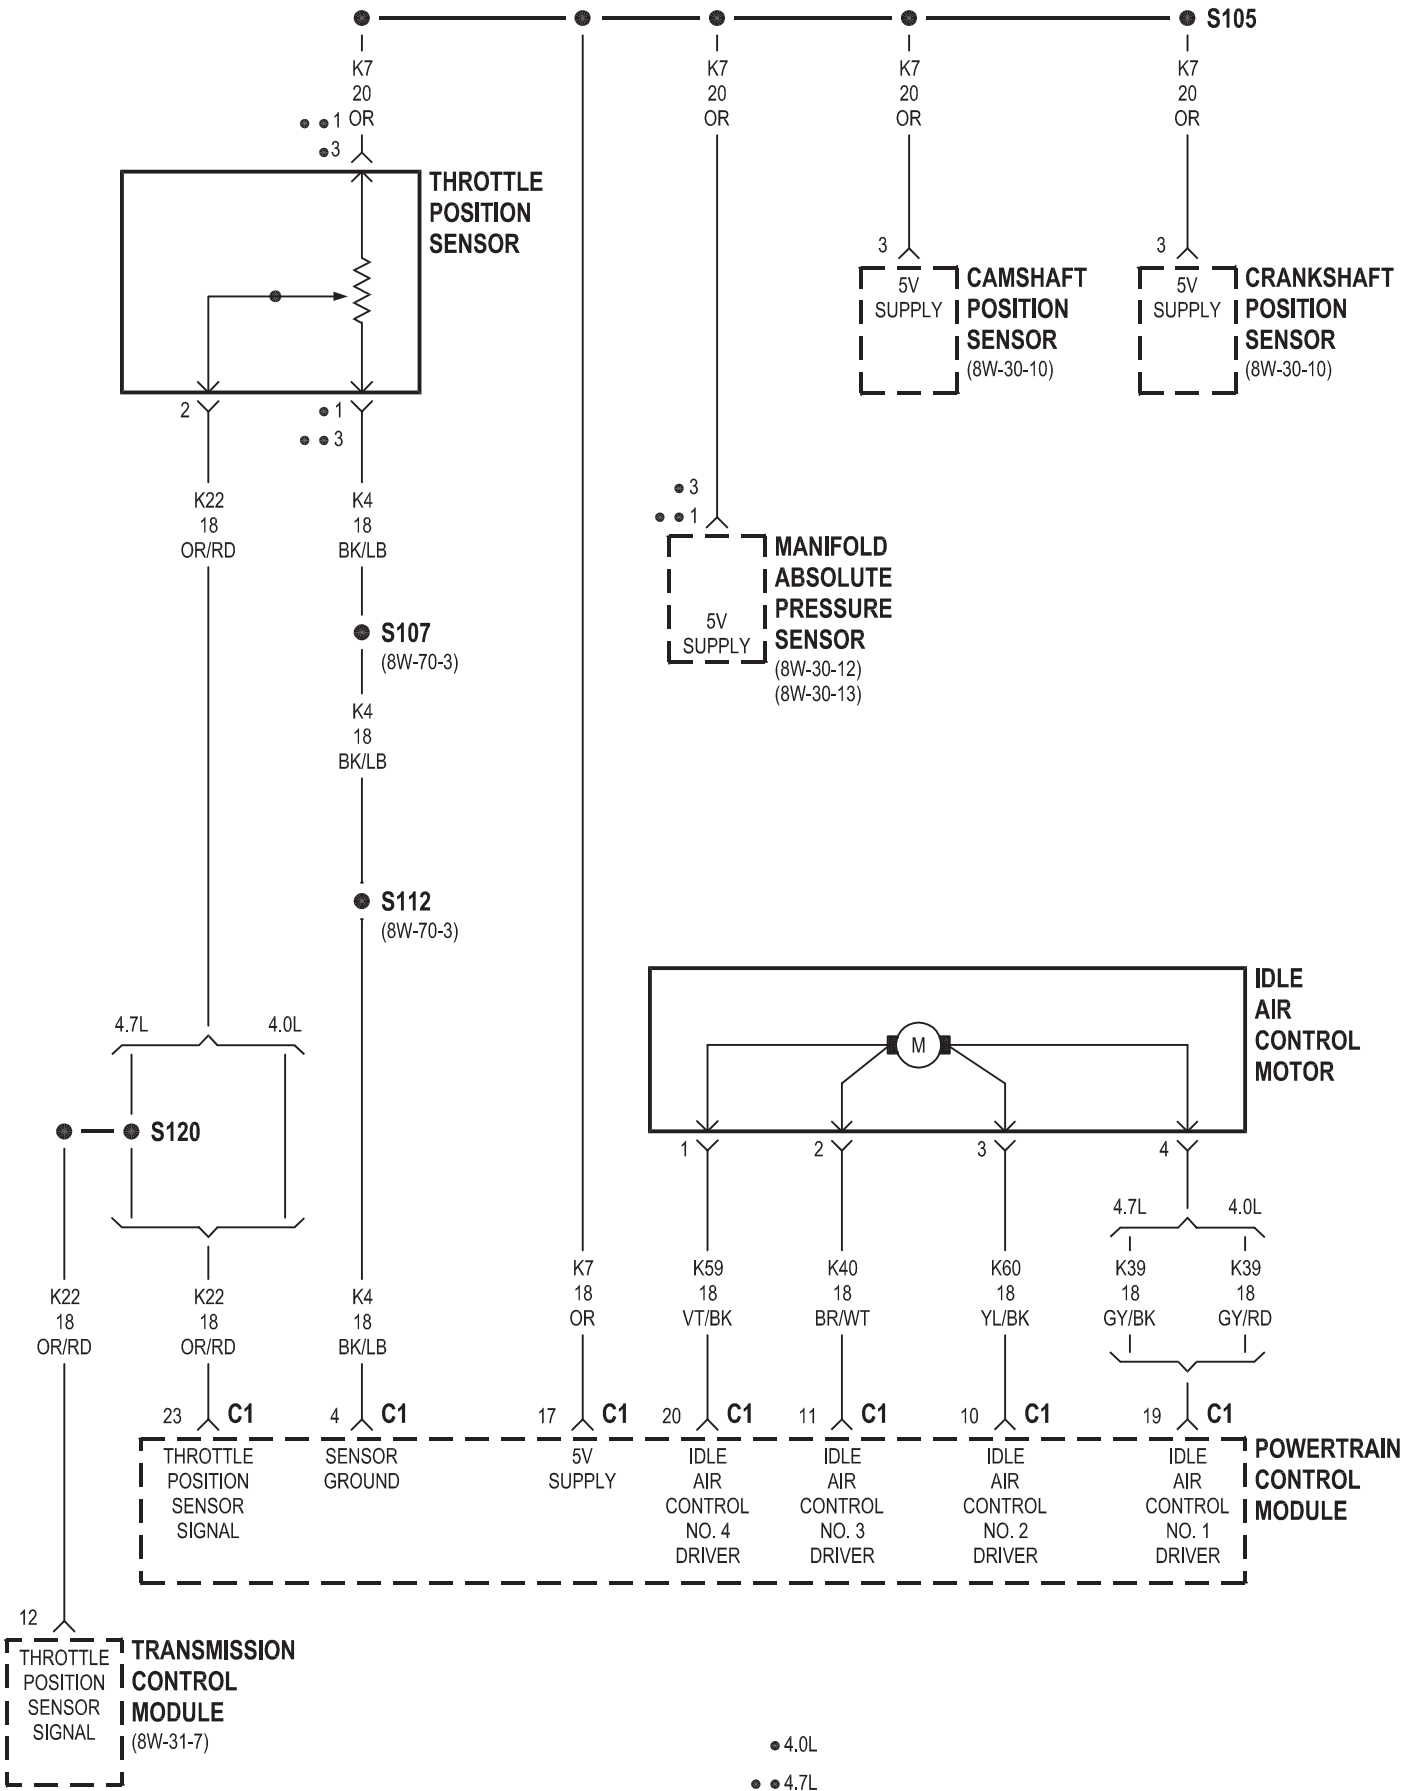 S105
K7
20
OR
K7
20
OR
K7
20
OR
K7
20
OR
1
3
THROTTLE
POSITION
SENSOR
2
1
3
3
5V
SUPPLY
CAMSHAFT
POSITION
SENSOR
(8W-30-10)
3
5V
SUPPLY
CRANKSHAFT
POSITION
SENSOR
(8W-30-10)
K22
18
OR/RD
K4
18
BK/LB
3
1
5V
SUPPLY
MANIFOLD
ABSOLUTE
PRESSURE
SENSOR
(8W-30-12)
(8W-30-13)
S107
(8W-70-3)
K4
18
BK/LB
S112
(8W-70-3)
4.7L
4.0L
S120
M
IDLE
AIR
CONTROL
MOTOR
1
2
3
4
4.7L
4.0L
K22
18
OR/RD
K22
18
OR/RD
K4
18
BK/LB
K7
18
OR
K59
18
VT/BK
K40
18
BR/WT
K60
18
YL/BK
K39
18
GY/BK
K39
18
GY/RD
23
C1
4
C1
17
C1
20
C1
11
C1
10
C1
19
C1
THROTTLE
POSITION
SENSOR
SIGNAL
SENSOR
GROUND
5V
SUPPLY
IDLE
AIR
CONTROL
NO. 4
DRIVER
IDLE
AIR
CONTROL
NO. 3
DRIVER
IDLE
AIR
CONTROL
NO. 2
DRIVER
IDLE
AIR
CONTROL
NO. 1
DRIVER
POWERTRAIN
CONTROL
MODULE
12
THROTTLE
POSITION
SENSOR
SIGNAL
TRANSMISSION
CONTROL
MODULE
(8W-31-7)
4.0L
4.7L